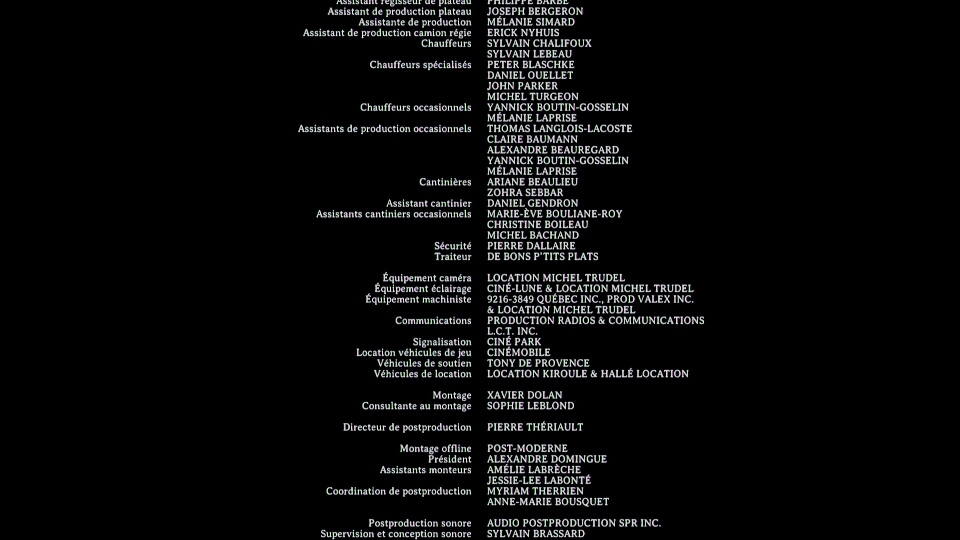 Assistant régisseur de plateau PHILIPPE BARBE
Assistant de production plateau JOSEPH BERGERON
Assistante de production MÉLANIE SIMARD
Assistant de production camion régie ERICK NYHUIS
Chauffeurs SYLVAIN CHALIFOUX
SYLVAIN LEBEAU
Chauffeurs spécialisés PETER BLASCHKE
DANIEL OUELLET
JOHN PARKER
MICHEL TURGEON
Chauffeurs occasionnels YANNICK BOUTIN-GOSSELIN
MÉLANIE LAPRISE
Assistants de production occasionnels THOMAS LANGLOIS-LACOSTE
CLAIRE BAUMANN
ALEXANDRE BEAUREGARD
YANNICK BOUTIN-GOSSELIN
MÉLANIE LAPRISE
Cantinières ARIANE BEAULIEU
ZOHRA SEBBAR
Assistant cantinier DANIEL GENDRON
Assistants cantiniers occasionnels MARIE-ÈVE BOULIANE-ROY
CHRISTINE BOILEAU
MICHEL BACHAND
Sécurité PIERRE DALLAIRE
Traiteur DE BONS P'TITS PLATS
Équipement caméra LOCATION MICHEL TRUDEL
Équipement éclairage CINÉ-LUNE & LOCATION MICHEL TRUDEL
Équipement machiniste 9216-3849 QUÉBEC INC., PROD VALEX INC.
& LOCATION MICHEL TRUDEL
Communications PRODUCTION RADIOS & COMMUNICATIONS
L.C.T. INC.
Signalisation CINÉ PARK
Location véhicules de jeu CINÉMOBILE
Véhicules de soutien TONY DE PROVENCE
Véhicules de location LOCATION KIROULE & HALLÉ LOCATION
Montage XAVIER DOLAN
Consultante au montage SOPHIE LEBLOND
Directeur de postproduction PIERRE THÉRIAULT
Montage offline POST-MODERNE
Président ALEXANDRE DOMINGUE
Assistants monteurs AMÉLIE LABRÈCHE
JESSIE-LEE LABONTÉ
Coordination de postproduction MYRIAM THERRIEN
ANNE-MARIE BOUSQUET
Postproduction sonore AUDIO POSTPRODUCTION SPR INC.
Supervision et conception sonore SYLVAIN BRASSARD